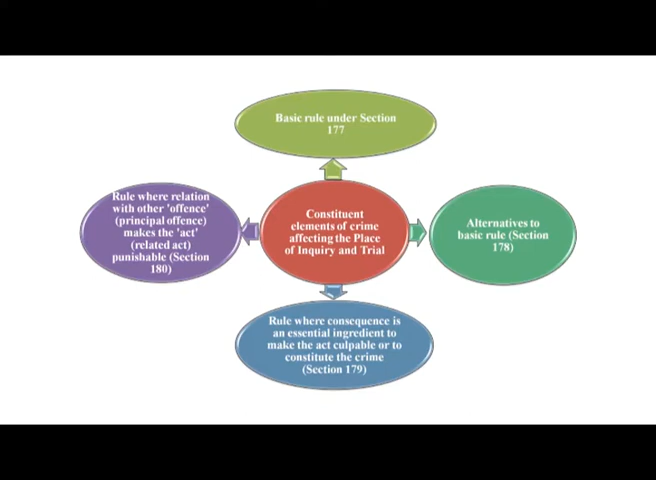 Basic rule under Section
177
Rule where relation
with other 'offence'
(principal offence)
makes the 'act'
(related act)
punishable (Section
180)
Constituent
elements of crime
affecting the Place
of Inquiry and Trial
Alternatives to
basic rule (Section
178)
Rule where consequence is
an essential ingredient to
make the act culpable or to
constitute the crime
(Section 179)